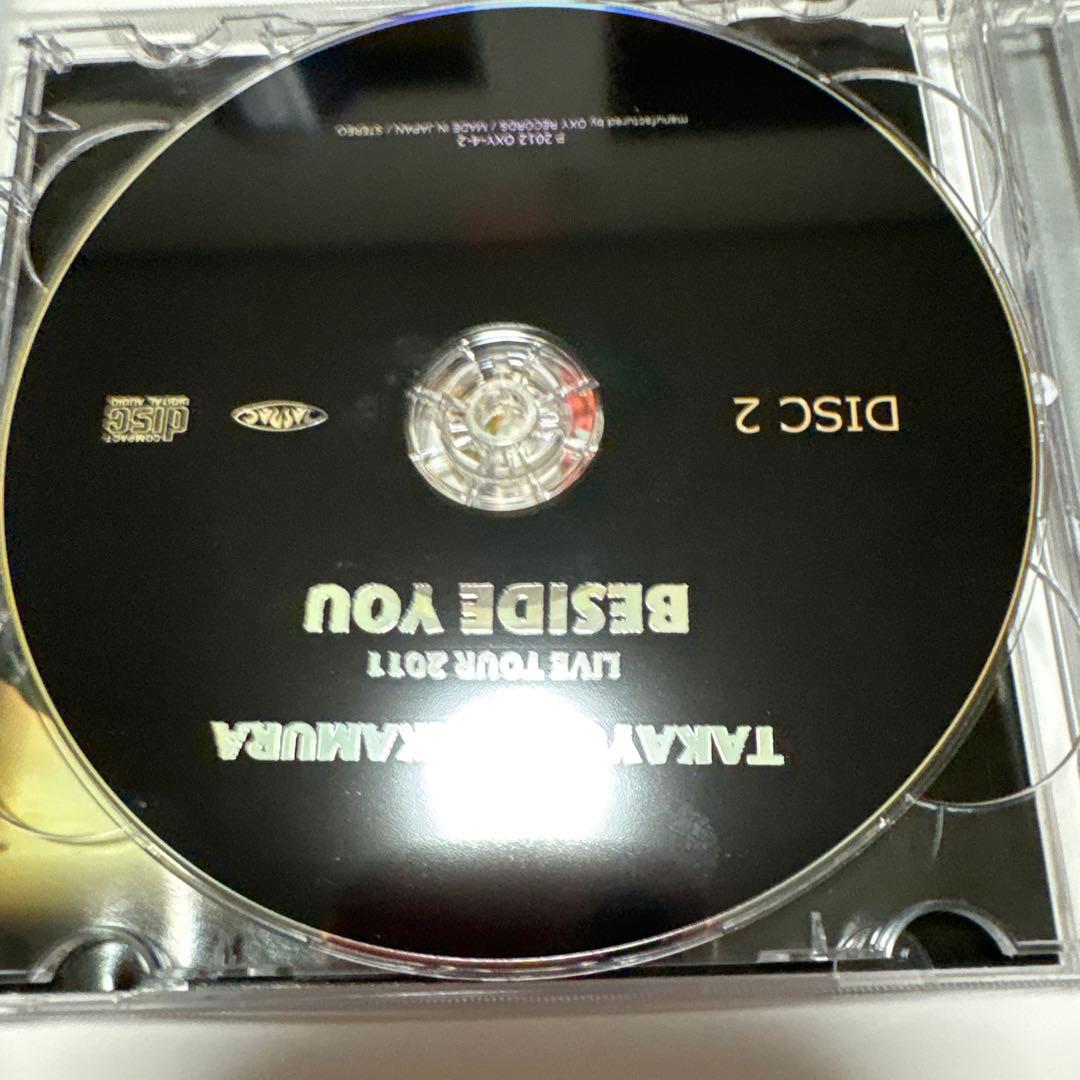 TAKAY KAMURA
LIVE TOUR 2011
BESIDE YOU
DISC 2
JASRAC
COMPACT
disc
DIGITAL AUDIO
P 2012 OXY-4-2
manufactured by OXY RECORDS / MADE IN JAPAN / STEREO